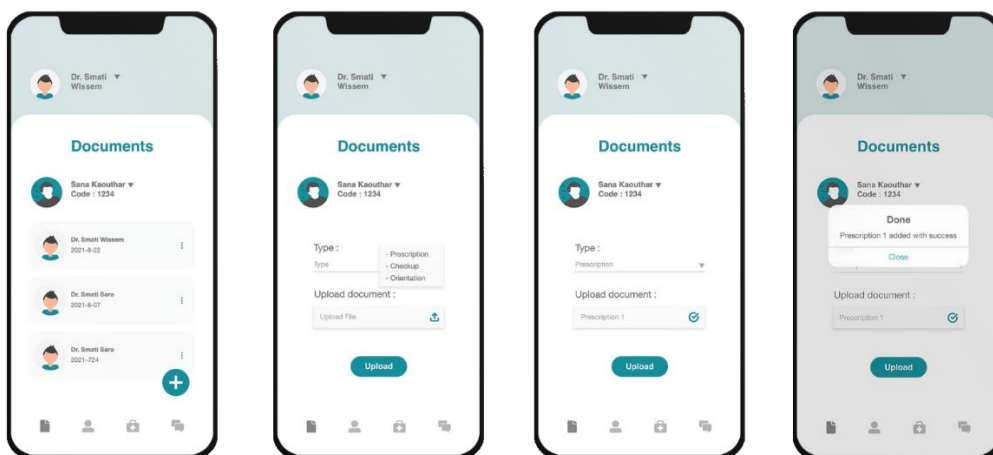 Dr. Smati ▼
Wissem
Documents
Sana Kaouthar ▼
Code : 1234
Dr. Smati Wissem
2021-8-22
Dr. Smati Sara
2021-8-07
Dr. Smati Sara
2021-724
Dr. Smati ▼
Wissem
Documents
Sana Kaouthar ▼
Code : 1234
Type :
Type
- Proscription
- Checkup
- Orientation
Upload document :
Upload File
Upload
Dr. Smati ▼
Wissem
Documents
Sana Kaouthar ▼
Code : 1234
Type :
Prescription
Upload document :
Prescription 1
Upload
Dr. Smati ▼
Wissem
Documents
Sana Kaouthar ▼
Done
Prescription 1 added with success
Close
Upload document :
Prescription 1
Upload